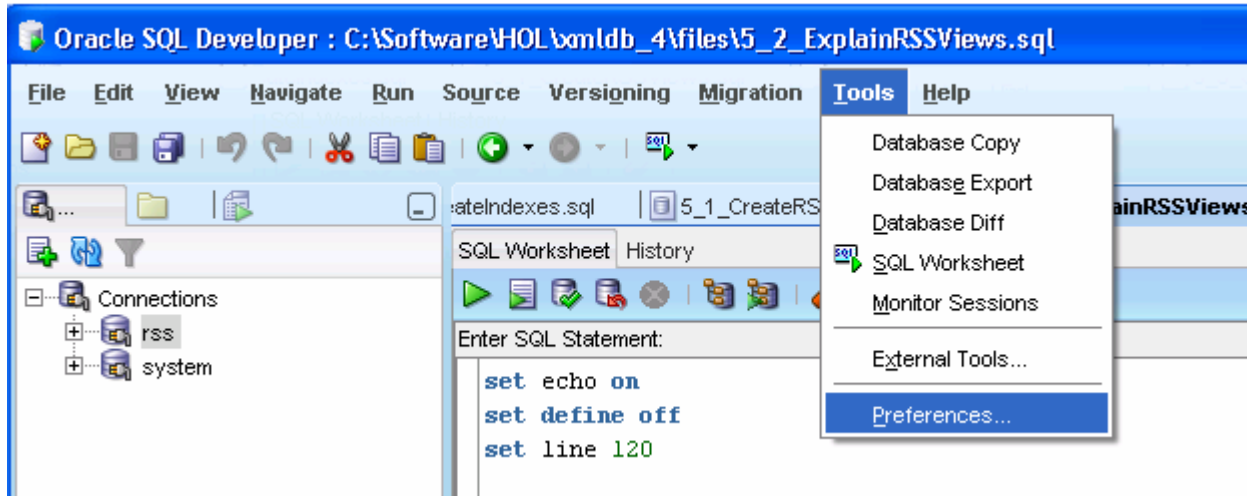 Oracle SQL Developer : C:\Software\HOL\xmldb_4\files\5_2_ExplainRSSViews.sql
File Edit View Navigate Run Source Versioning Migration Tools Help
Database Copy
Database Export
Database Diff
SQL Worksheet
Monitor Sessions
External Tools...
Preferences...
...
Connections
rss
system
eateIndexes.sql 5_1_CreateRS ainRSSViews
SQL Worksheet History
Enter SQL Statement:
set echo on
set define off
set line 120